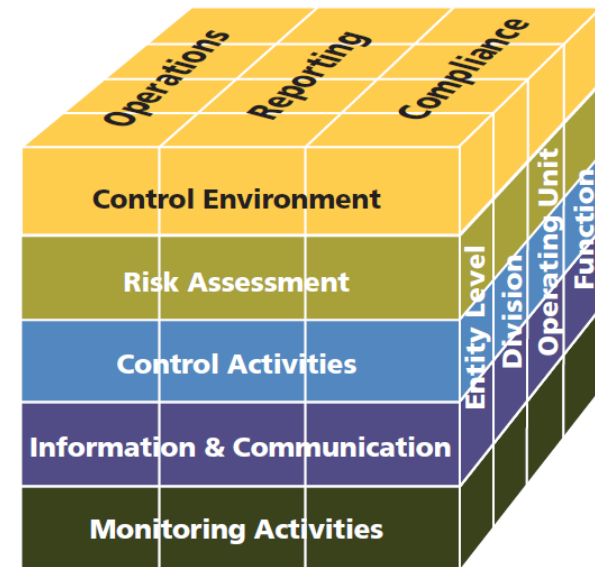 Operations
Reporting
Compliance
Control Environment
Risk Assessment
Control Activities
Information & Communication
Monitoring Activities
Entity Level
Division
Operating Unit
Function